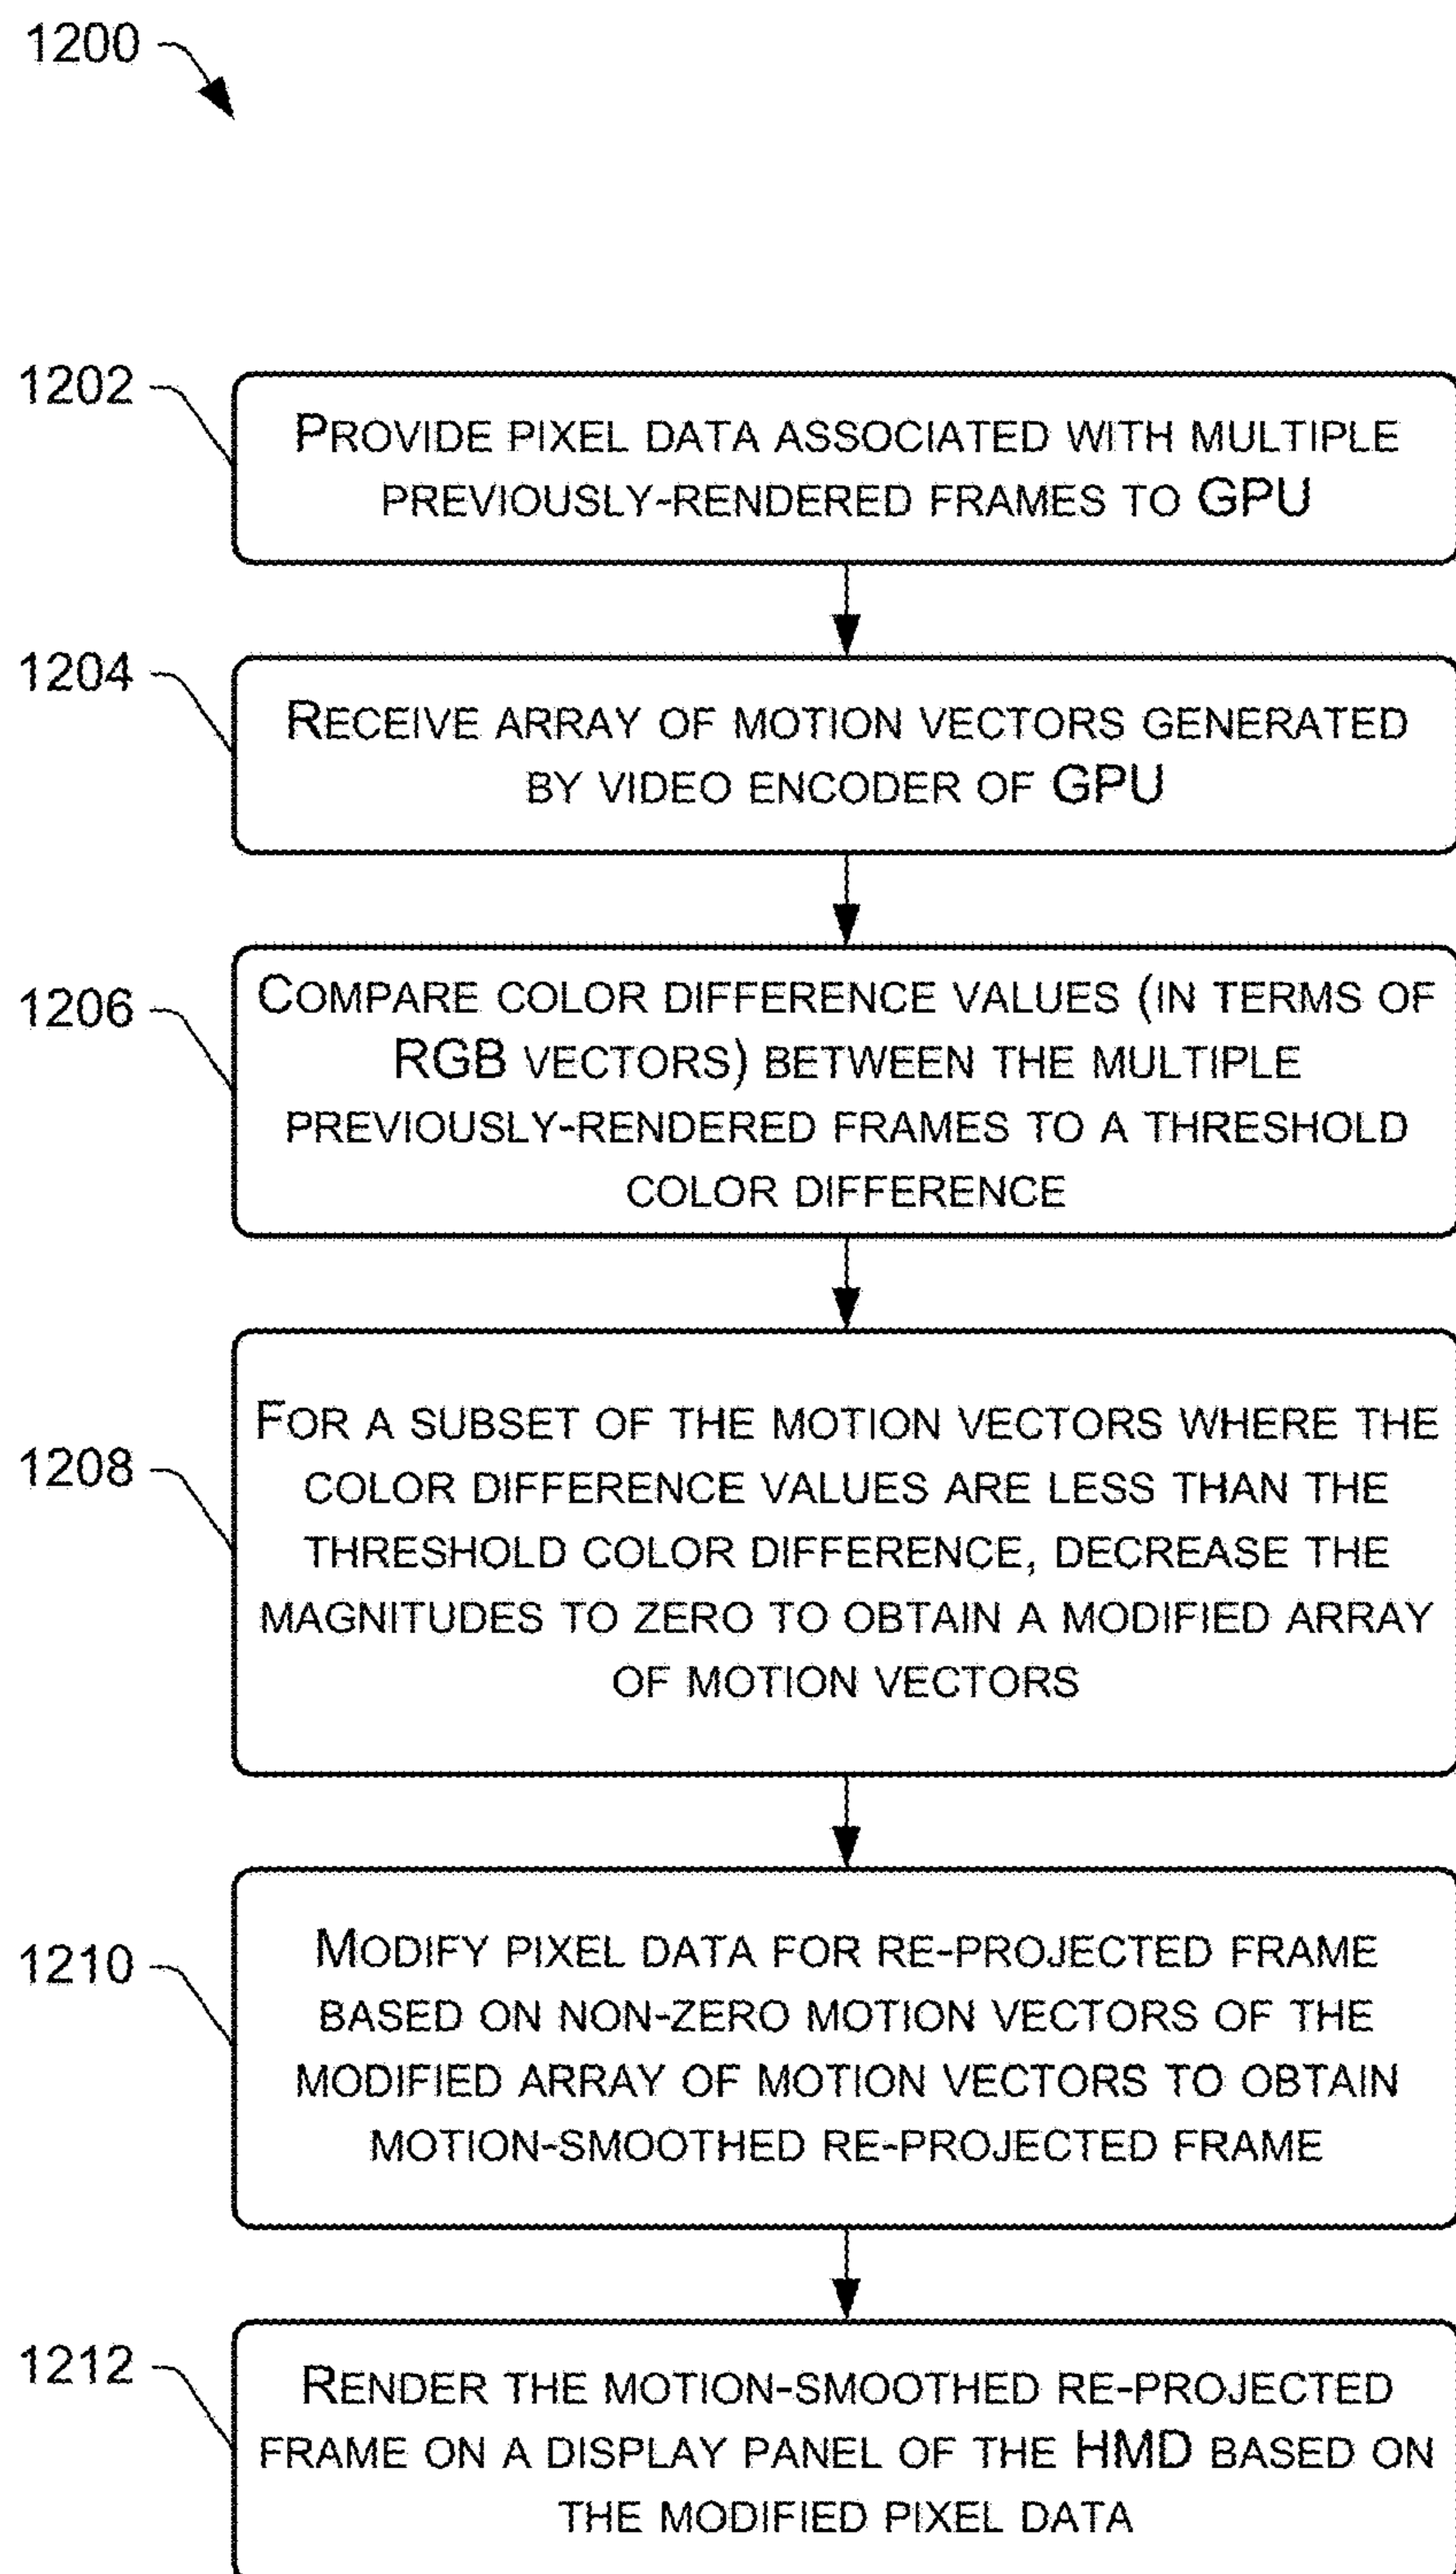 1200
1202
PROVIDE PIXEL DATA ASSOCIATED WITH MULTIPLE
PREVIOUSLY-RENDERED FRAMES TO GPU
1204
RECEIVE ARRAY OF MOTION VECTORS GENERATED
BY VIDEO ENCODER OF GPU
1206
COMPARE COLOR DIFFERENCE VALUES (IN TERMS OF
RGB VECTORS) BETWEEN THE MULTIPLE
PREVIOUSLY-RENDERED FRAMES TO A THRESHOLD
COLOR DIFFERENCE
1208
FOR A SUBSET OF THE MOTION VECTORS WHERE THE
COLOR DIFFERENCE VALUES ARE LESS THAN THE
THRESHOLD COLOR DIFFERENCE, DECREASE THE
MAGNITUDES TO ZERO TO OBTAIN A MODIFIED ARRAY
OF MOTION VECTORS
1210
MODIFY PIXEL DATA FOR RE-PROJECTED FRAME
BASED ON NON-ZERO MOTION VECTORS OF THE
MODIFIED ARRAY OF MOTION VECTORS TO OBTAIN
MOTION-SMOOTHED RE-PROJECTED FRAME
1212
RENDER THE MOTION-SMOOTHED RE-PROJECTED
FRAME ON A DISPLAY PANEL OF THE HMD BASED ON
THE MODIFIED PIXEL DATA